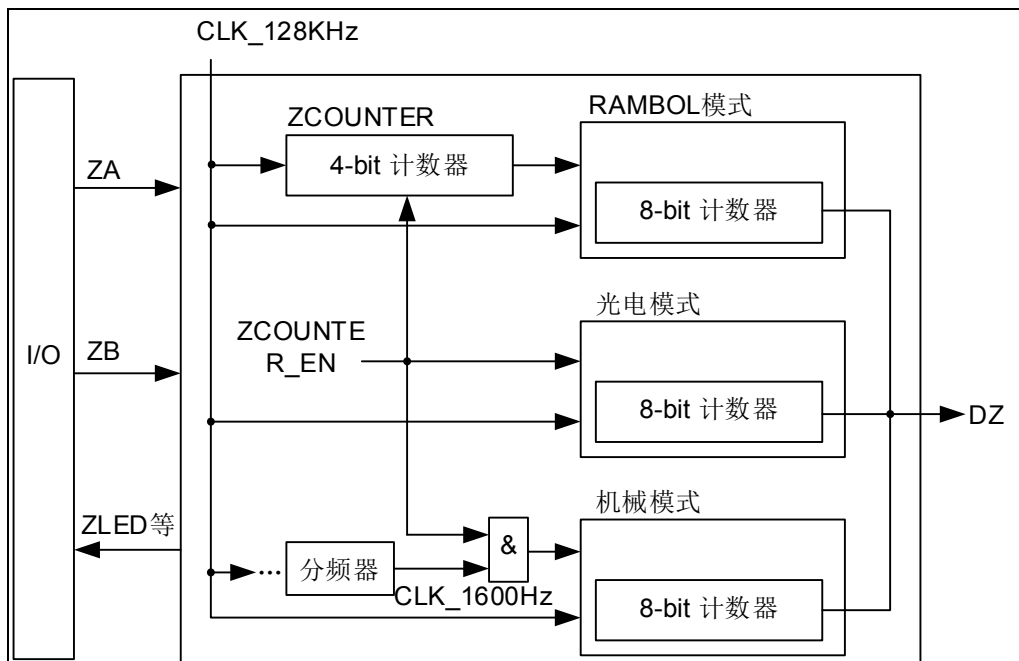 CLK_128KHz
ZCOUNTER
RAMBOL模式
4-bit 计数器
ZA
8-bit 计数器
光电模式
I/O
ZB
ZCOUNTE
R_EN
8-bit 计数器
DZ
机械模式
ZLED等
&
... 分频器
CLK_1600Hz
8-bit 计数器